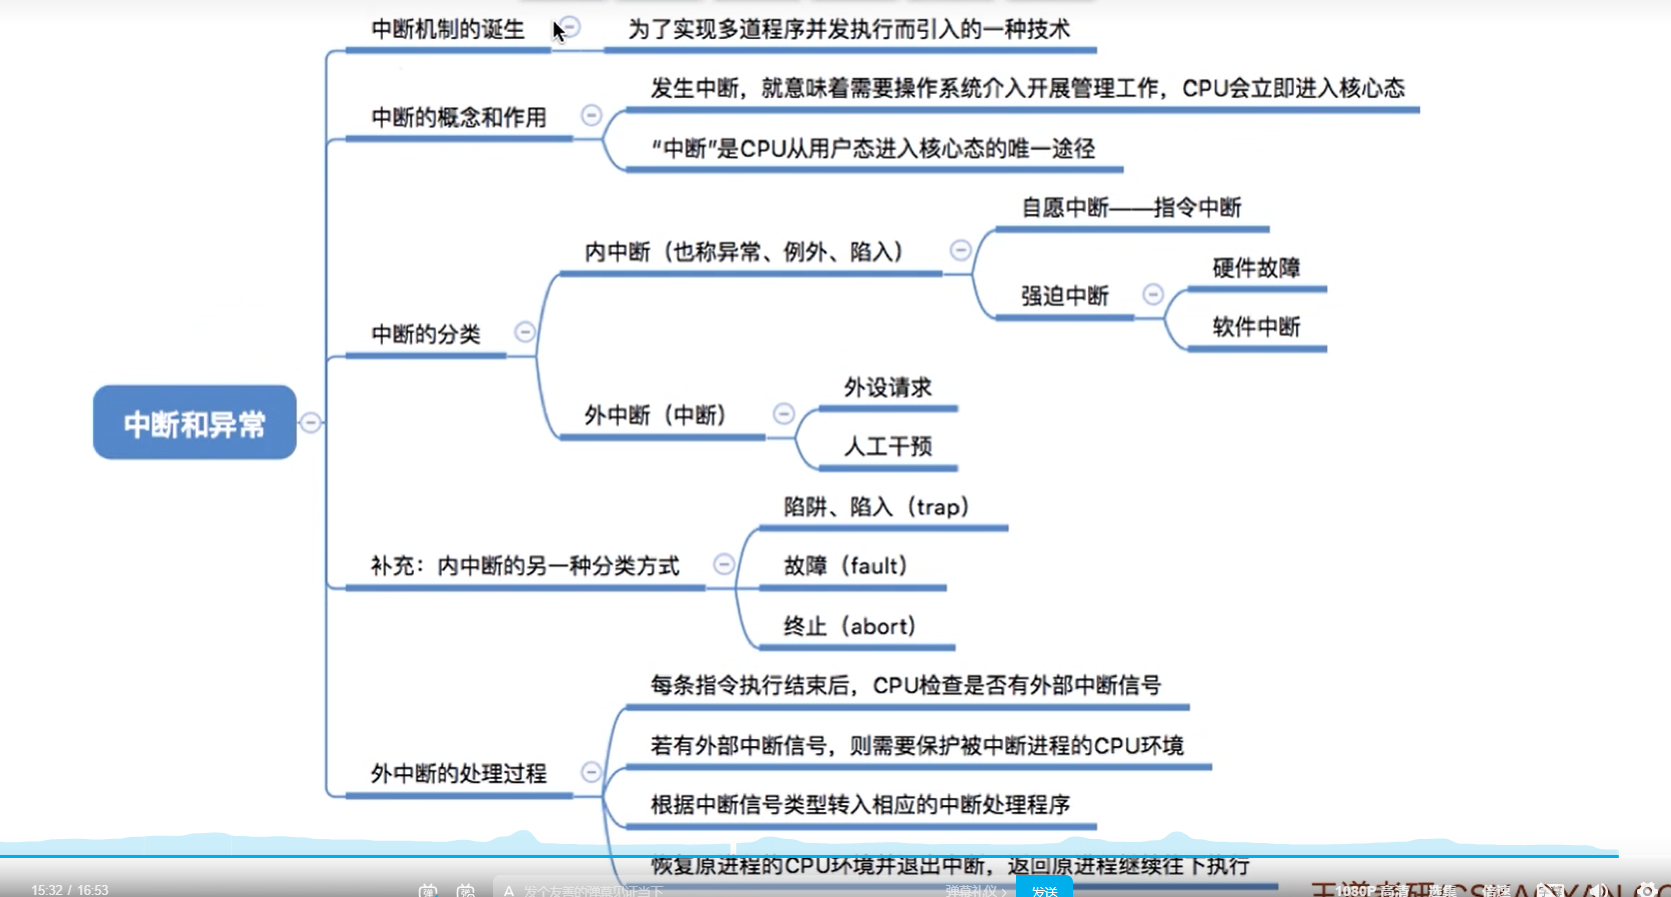 中断机制的诞生
为了实现多道程序并发执行而引入的一种技术
中断的概念和作用
发生中断，就意味着需要操作系统介入开展管理工作，CPU会立即进入核心态
“中断”是CPU从用户态进入核心态的唯一途径
中断和异常
中断的分类
内中断（也称异常、例外、陷入）
自愿中断——指令中断
强迫中断
硬件故障
软件中断
外中断（中断）
外设请求
人工干预
补充：内中断的另一种分类方式
陷阱、陷入（trap）
故障（fault）
终止（abort）
外中断的处理过程
每条指令执行结束后，CPU检查是否有外部中断信号
若有外部中断信号，则需要保护被中断进程的CPU环境
根据中断信号类型转入相应的中断处理程序
恢复原进程的CPU环境并退出中断，返回原进程继续往下执行
15:32 / 16:53
发个友善的弹幕见证当下
弹幕礼仪 >
发送
1080P 高清
选集
倍速